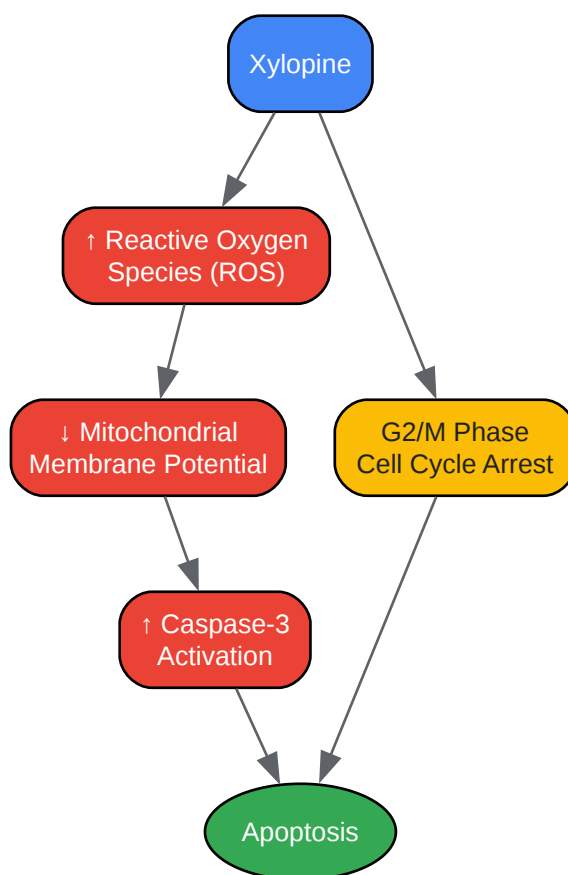 Xylopine
↑ Reactive Oxygen
Species (ROS)
↓ Mitochondrial
Membrane Potential
G2/M Phase
Cell Cycle Arrest
↑ Caspase-3
Activation
Apoptosis